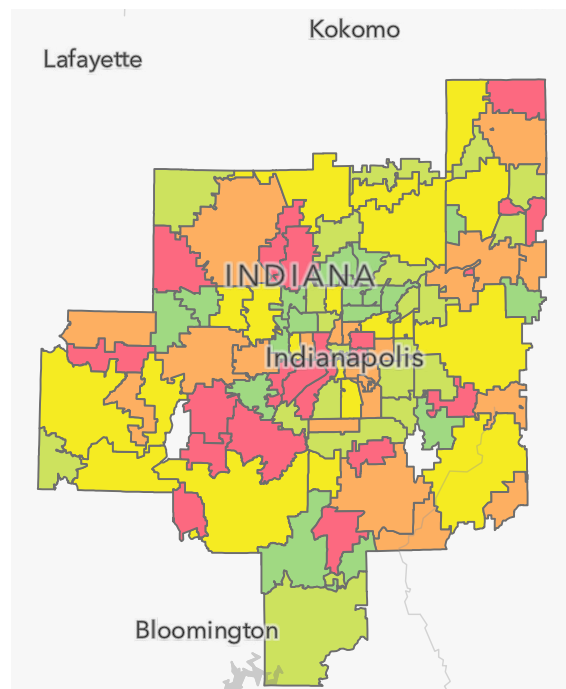 Kokomo
Lafayette
INDIANA
Indianapolis
Bloomington